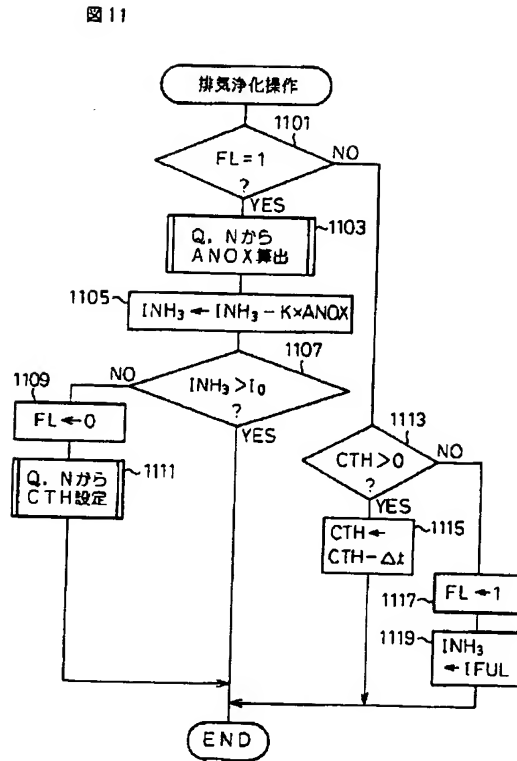 図11
排気浄化操作
1101
FL=1
?
NO
YES
1103
Q, Nから
ANOX算出
1105
INH₃ ← INH₃ − K×ANOX
1107
INH₃>I₀
?
NO
YES
1109
FL←0
1111
Q, Nから
CTH設定
1113
CTH>0
?
NO
YES
1115
CTH←
CTH−Δt
1117
FL←1
1119
INH₃
←IFUL
END